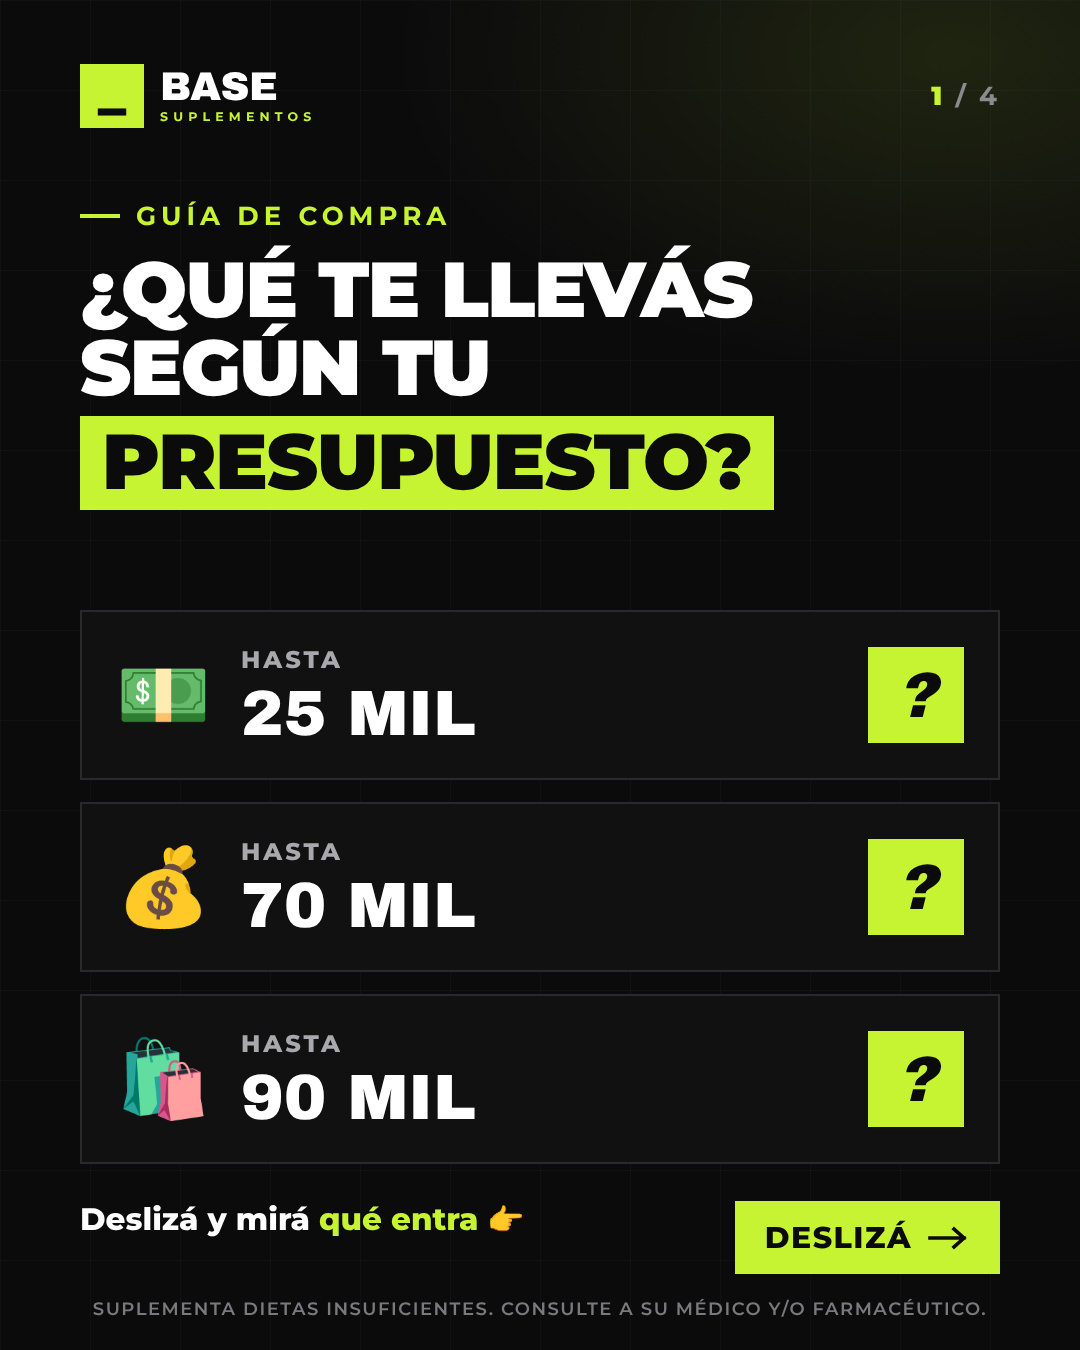 BASE
SUPLEMENTOS
1 / 4
GUÍA DE COMPRA
¿QUÉ TE LLEVÁS
SEGÚN TU
PRESUPUESTO?
HASTA
25 MIL
?
HASTA
70 MIL
?
HASTA
90 MIL
?
Deslizá y mirá qué entra 👉
DESLIZÁ →
SUPLEMENTA DIETAS INSUFICIENTES. CONSULTE A SU MÉDICO Y/O FARMACÉUTICO.